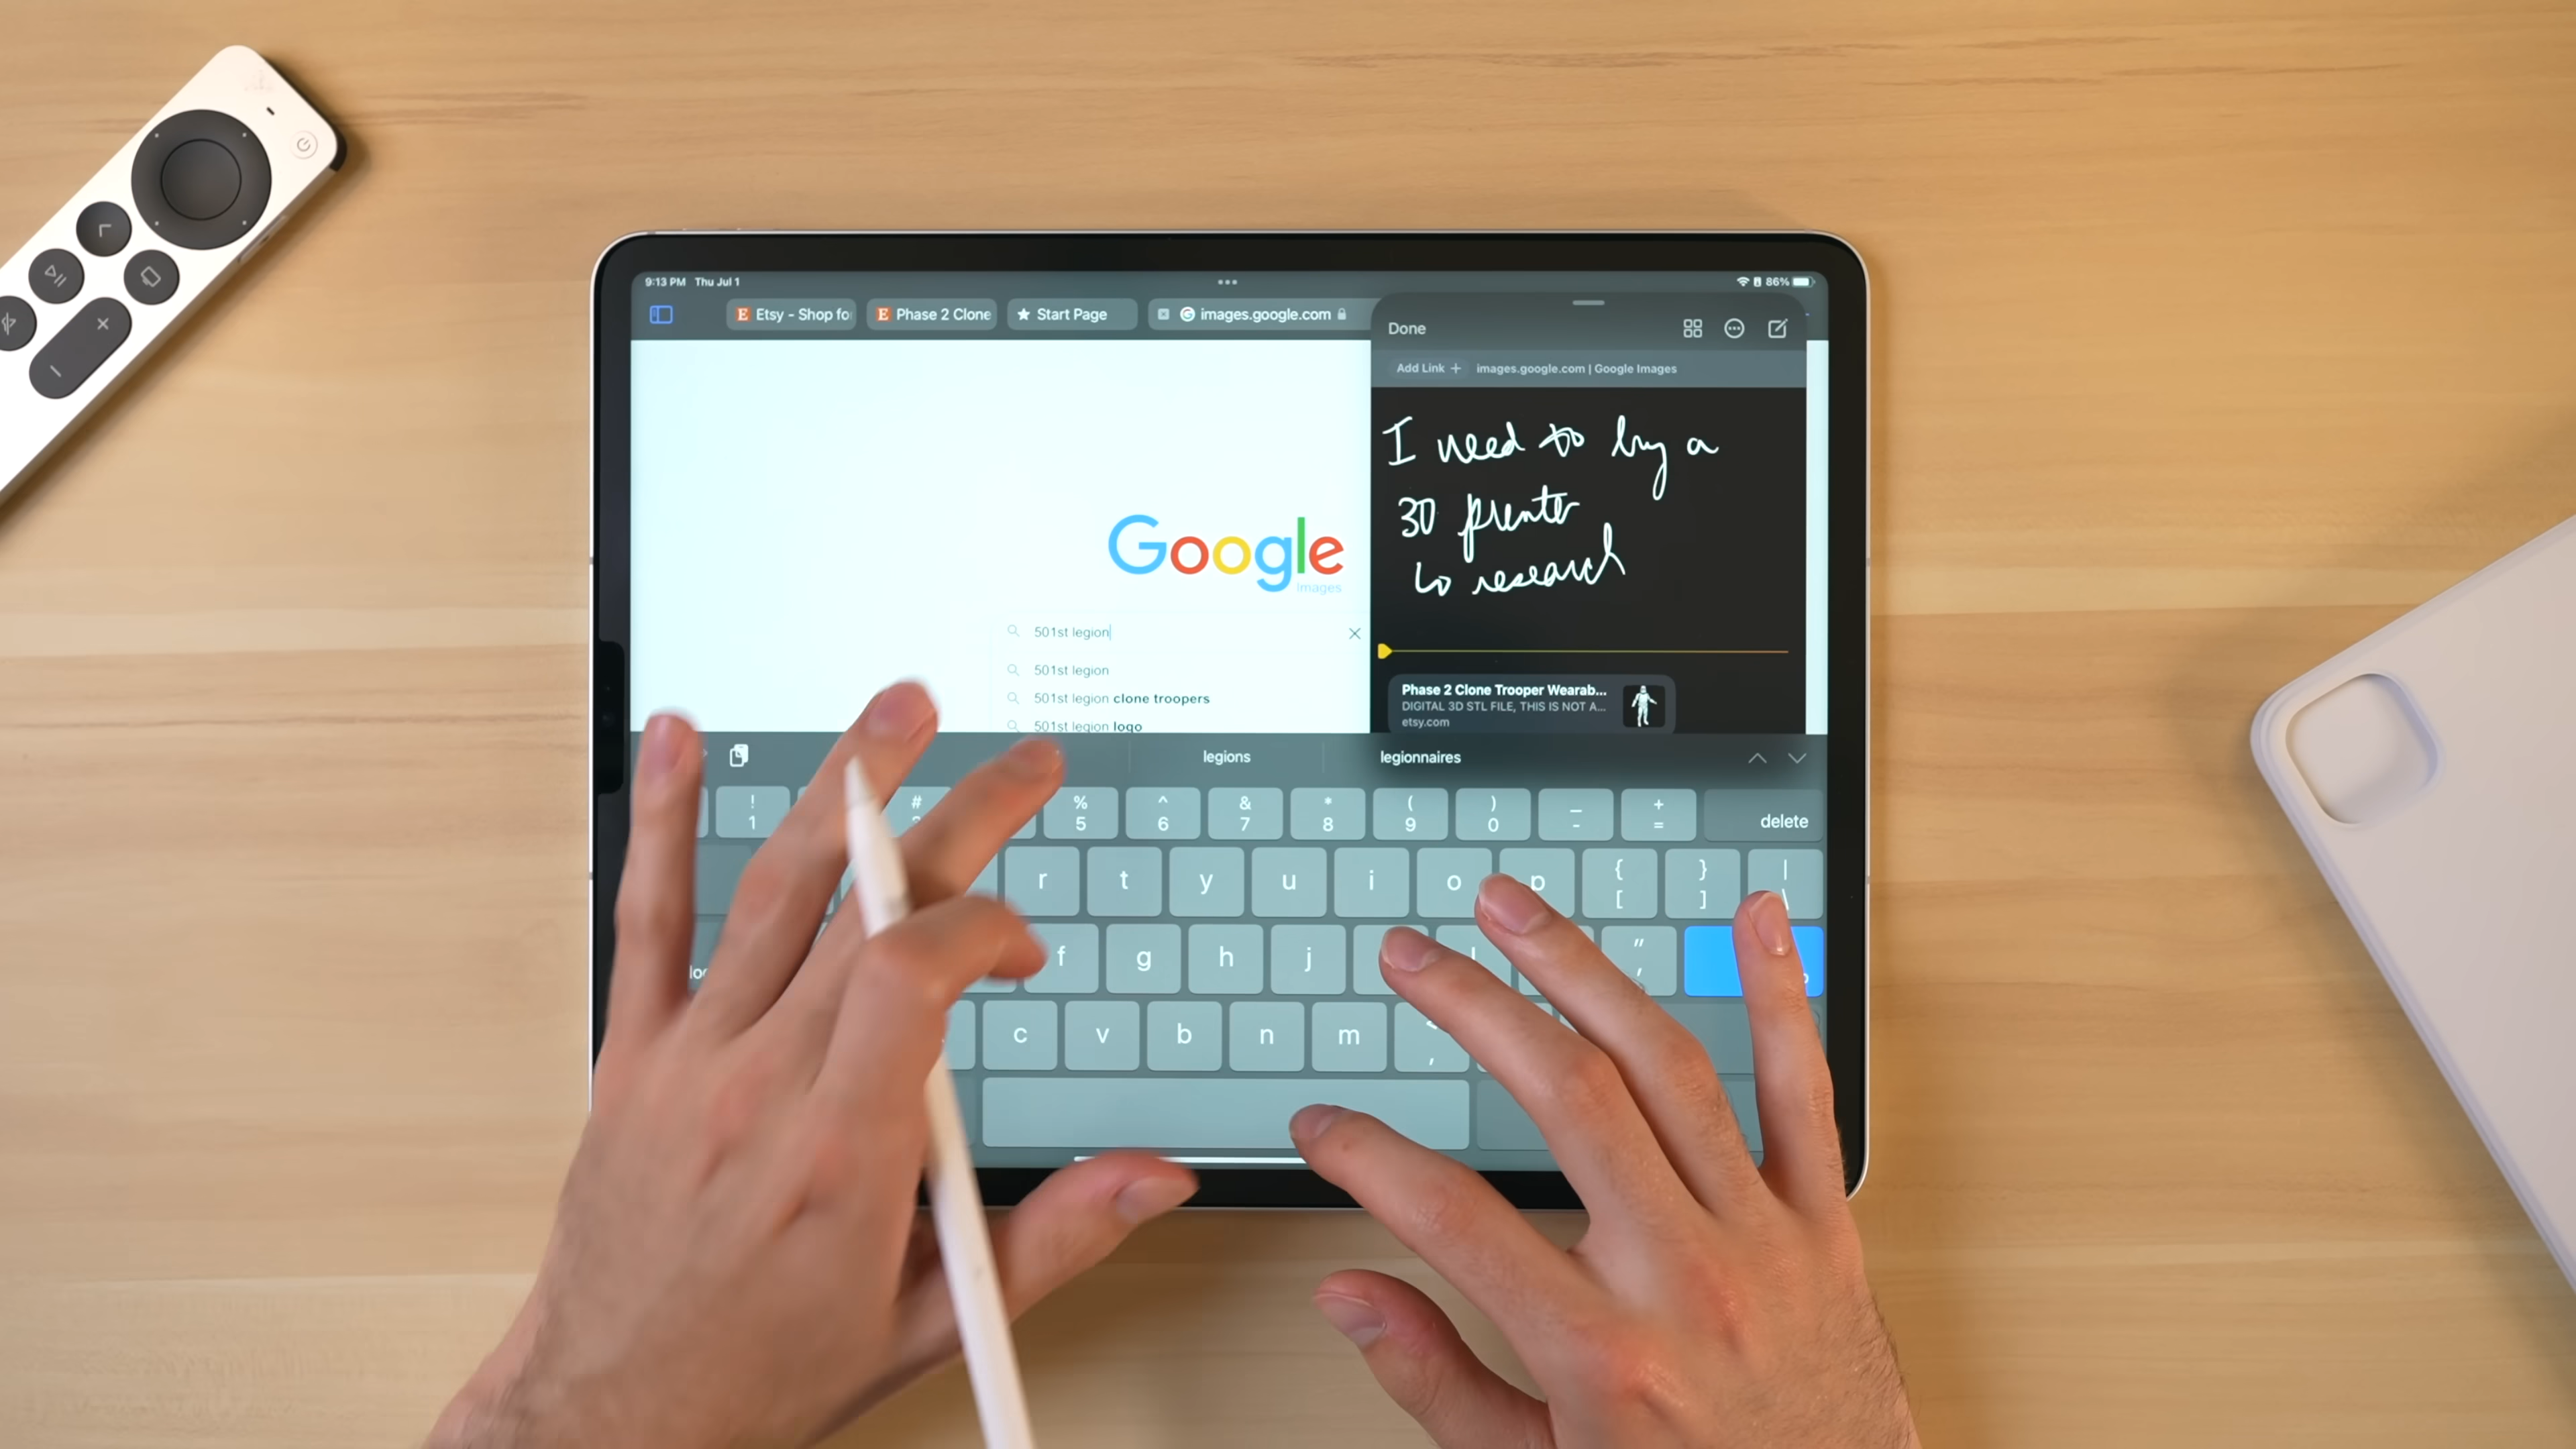 9:13 PM Thu Jul 1
86%
Etsy - Shop fo
Phase 2 Clone
Start Page
images.google.com
Done
Add Link + images.google.com | Google Images
I need to buy a
3D printer
↳ research
Google
Images
501st legion
501st legion
501st legion clone troopers
501st legion logo
Phase 2 Clone Trooper Wearab...
DIGITAL 3D STL FILE, THIS IS NOT A...
etsy.com
legions
legionnaires
! # % ^ & * ( ) _ +
1 5 6 7 8 9 0 - = delete
r t y u i o p { [ } ] | \
f g h j " '
c v b n m < ,